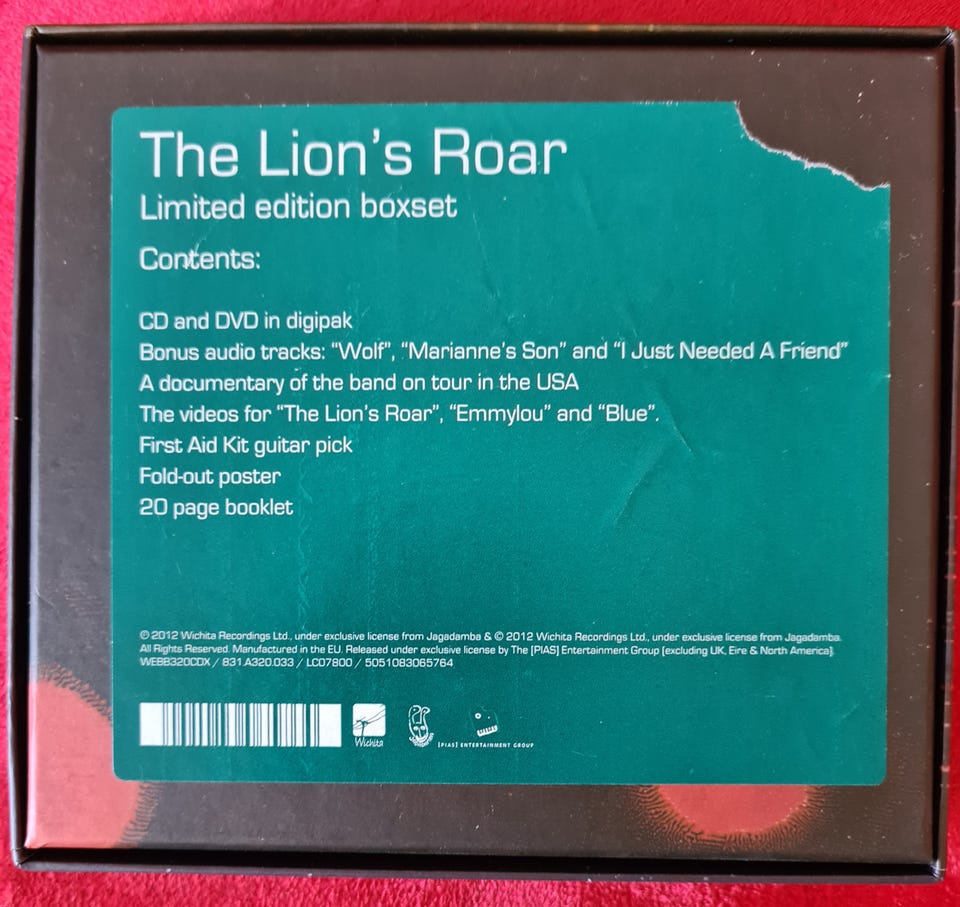 The Lion's Roar
Limited edition boxset
Contents:
CD and DVD in digipak
Bonus audio tracks: “Wolf”, “Marianne's Son” and “I Just Needed A Friend”
A documentary of the band on tour in the USA
The videos for “The Lion's Roar”, “Emmylou” and “Blue”.
First Aid Kit guitar pick
Fold-out poster
20 page booklet
℗ 2012 Wichita Recordings Ltd., under exclusive license from Jagadamba & © 2012 Wichita Recordings Ltd., under exclusive license from Jagadamba.
All Rights Reserved. Manufactured in the EU. Released under exclusive license by The [PIAS] Entertainment Group [excluding UK, Eire & North America].
WEBB320CDX / 831.A320.033 / LC07800 / 5051083065764
Wichita
[PIAS] ENTERTAINMENT GROUP